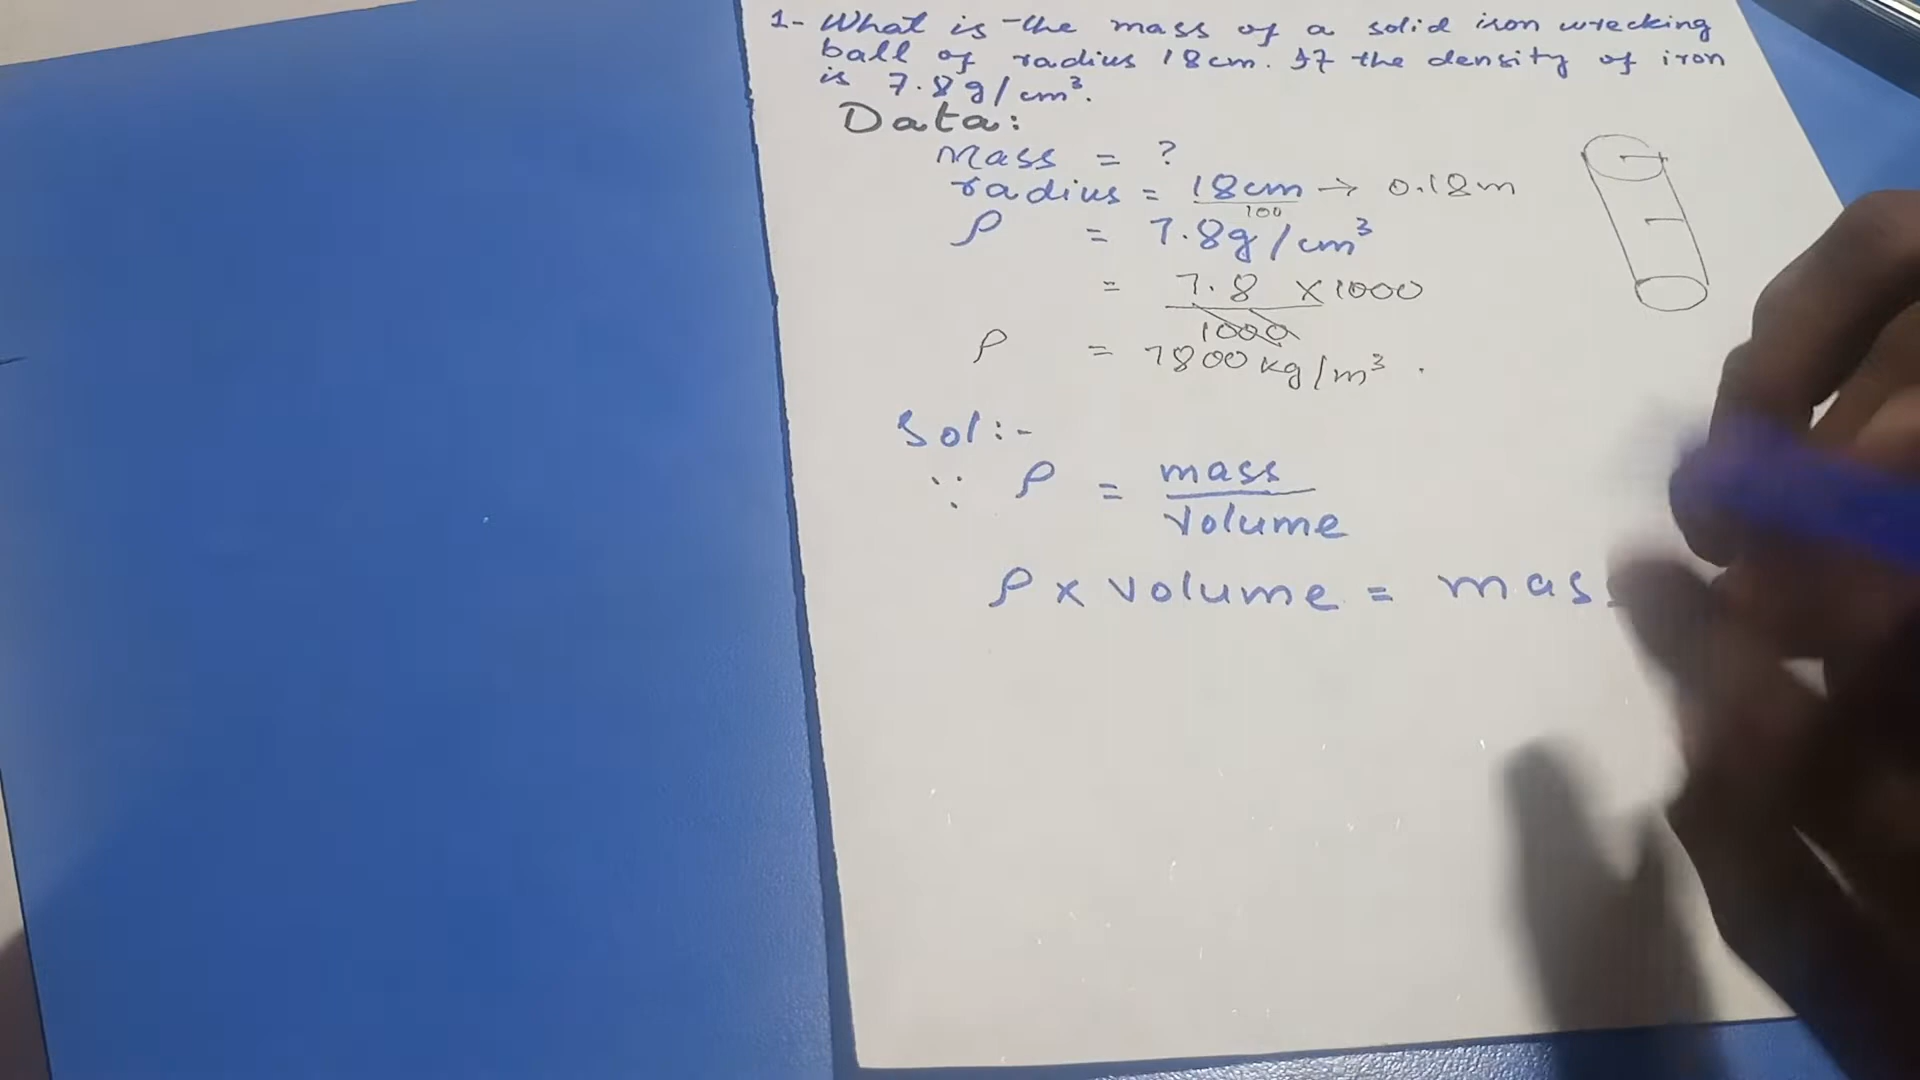 1- What is the mass of a solid iron wrecking
ball of radius 18cm. If the density of iron
is 7.8g/cm³.
Data:
Mass = ?
radius = 18cm → 0.18m
100
ρ = 7.8g/cm³
= 7.8 x1000
1000
ρ = 7800kg/m³.
Sol:-
∵ ρ = mass
volume
ρ x volume = mas